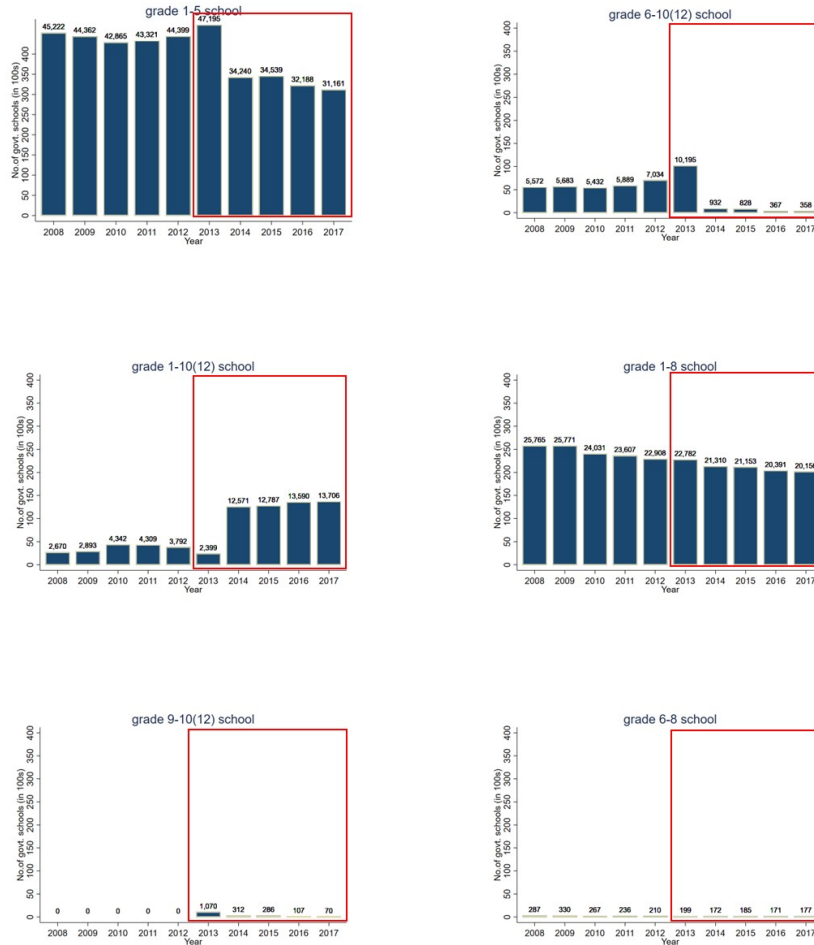 grade 1-5 school
No.of govt. schools (in 100s)
0 50 100 150 200 250 300 350 400
45,222 44,362 42,865 43,321 44,399 47,195 34,240 34,539 32,188 31,161
2008 2009 2010 2011 2012 2013 2014 2015 2016 2017
Year
grade 6-10(12) school
No.of govt. schools (in 100s)
0 50 100 150 200 250 300 350 400
5,572 5,683 5,432 5,889 7,034 10,195 932 828 367 358
2008 2009 2010 2011 2012 2013 2014 2015 2016 2017
Year
grade 1-10(12) school
No.of govt. schools (in 100s)
0 50 100 150 200 250 300 350 400
2,670 2,893 4,342 4,309 3,792 2,399 12,571 12,787 13,590 13,706
2008 2009 2010 2011 2012 2013 2014 2015 2016 2017
Year
grade 1-8 school
No.of govt. schools (in 100s)
0 50 100 150 200 250 300 350 400
25,765 25,771 24,031 23,607 22,908 22,782 21,310 21,153 20,391 20,156
2008 2009 2010 2011 2012 2013 2014 2015 2016 2017
Year
grade 9-10(12) school
No.of govt. schools (in 100s)
0 50 100 150 200 250 300 350 400
0 0 0 0 0 1,070 312 286 107 70
2008 2009 2010 2011 2012 2013 2014 2015 2016 2017
Year
grade 6-8 school
No.of govt. schools (in 100s)
0 50 100 150 200 250 300 350 400
287 330 267 236 210 199 172 185 171 177
2008 2009 2010 2011 2012 2013 2014 2015 2016 2017
Year